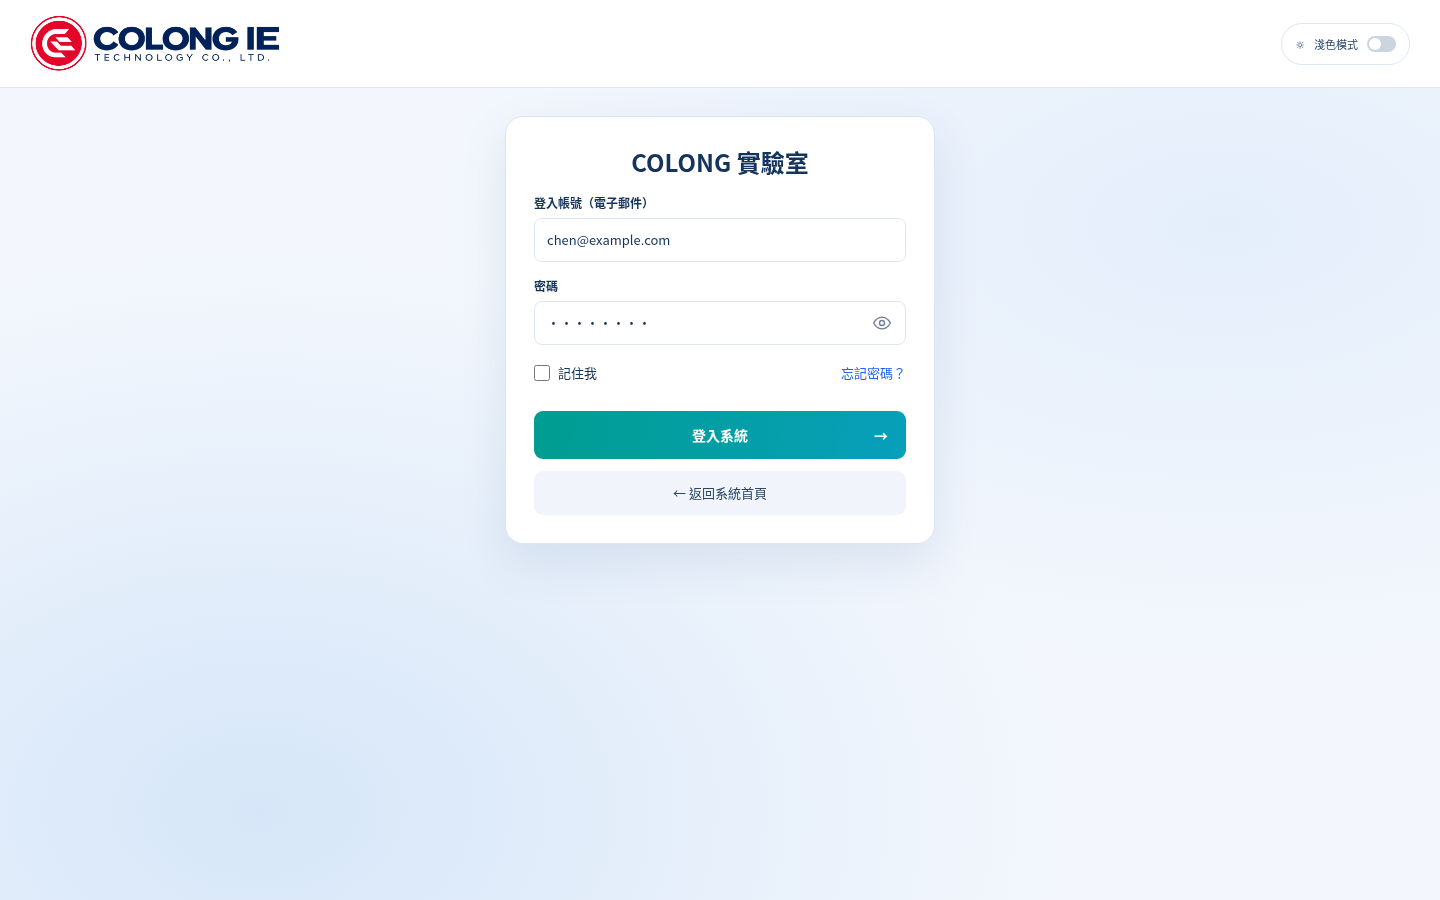 COLONG IE
TECHNOLOGY CO., LTD.
淺色模式
COLONG 實驗室
登入帳號（電子郵件）
chen@example.com
密碼
記住我
忘記密碼？
登入系統 →
← 返回系統首頁